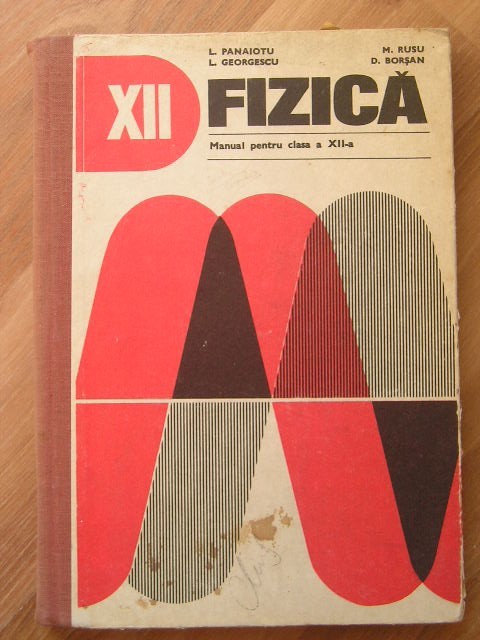 L. PANAIOTU M. RUSU
L. GEORGESCU D. BORȘAN
XII FIZICĂ
Manual pentru clasa a XII-a